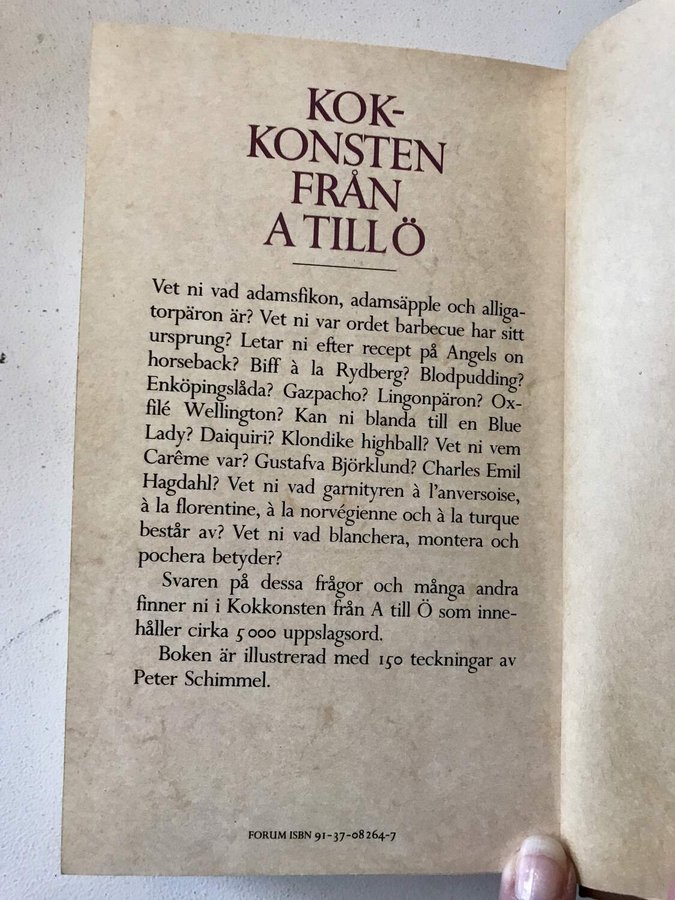 KOK-
KONSTEN
FRÅN
A TILL Ö
Vet ni vad adamsfikon, adamsäpple och alliga-
torpäron är? Vet ni var ordet barbecue har sitt
ursprung? Letar ni efter recept på Angels on
horseback? Biff à la Rydberg? Blodpudding?
Enköpingslåda? Gazpacho? Lingonpäron? Ox-
filé Wellington? Kan ni blanda till en Blue
Lady? Daiquiri? Klondike highball? Vet ni vem
Carême var? Gustafva Björklund? Charles Emil
Hagdahl? Vet ni vad garnityren à l'anversoise,
à la florentine, à la norvégienne och à la turque
består av? Vet ni vad blanchera, montera och
pochera betyder?
Svaren på dessa frågor och många andra
finner ni i Kokkonsten från A till Ö som inne-
håller cirka 5 000 uppslagsord.
Boken är illustrerad med 150 teckningar av
Peter Schimmel.
FORUM ISBN 91-37-08264-7